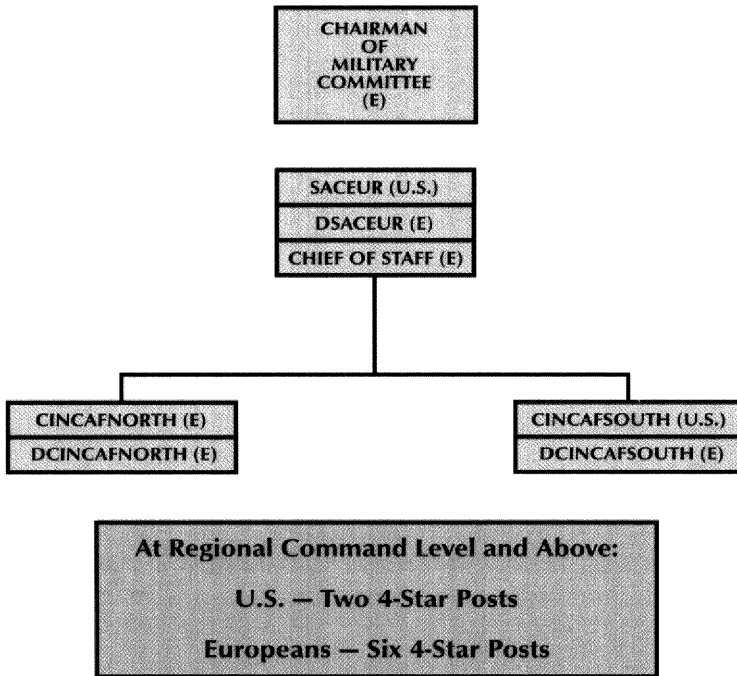 CHAIRMAN
OF
MILITARY
COMMITTEE
(E)
SACEUR (U.S.)
DSACEUR (E)
CHIEF OF STAFF (E)
CINCAFNORTH (E)
DCINCAFNORTH (E)
CINCAFSOUTH (U.S.)
DCINCAFSOUTH (E)
At Regional Command Level and Above:
U.S. — Two 4-Star Posts
Europeans — Six 4-Star Posts